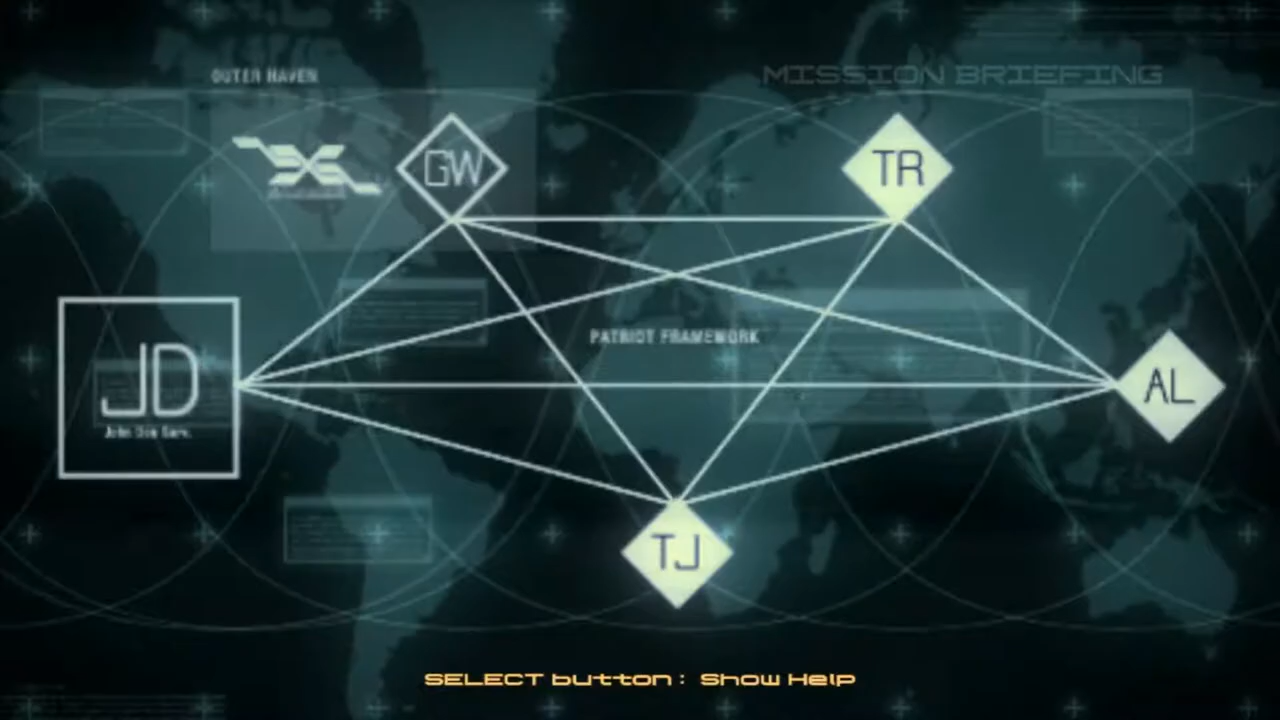 OUTER HAVEN
MISSION BRIEFING
GW
TR
PATRIOT FRAMEWORK
JD
John Doe Serv.
AL
TJ
SELECT button : Show Help